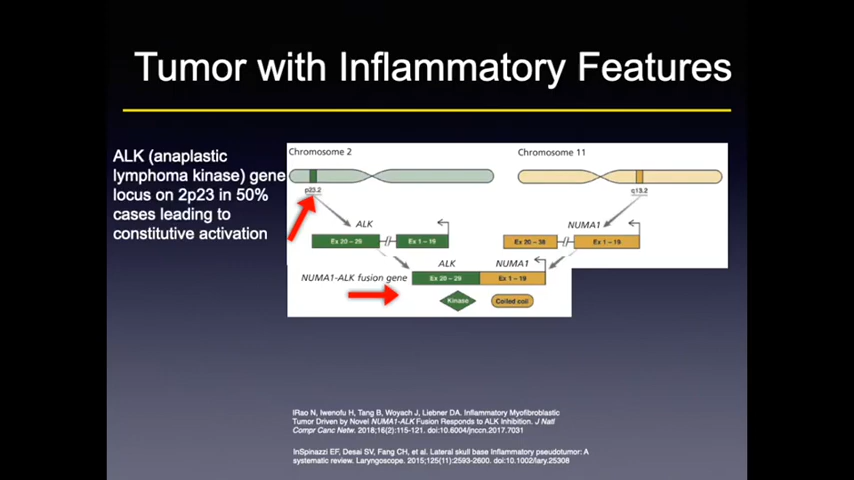 Tumor with Inflammatory Features
ALK (anaplastic
lymphoma kinase) gene
locus on 2p23 in 50%
cases leading to
constitutive activation
Chromosome 2
Chromosome 11
p23.2
q13.2
ALK
NUMA1
Ex 20 – 29
Ex 1 – 19
Ex 20 – 38
Ex 1 – 19
ALK
NUMA1
NUMA1-ALK fusion gene
Ex 20 – 29
Ex 1 – 19
Kinase
Coiled coil
IRao N, Iwenofu H, Tang B, Woyach J, Liebner DA. Inflammatory Myofibroblastic
Tumor Driven by Novel NUMA1-ALK Fusion Responds to ALK Inhibition. J Natl
Compr Canc Netw. 2018;16(2):115-121. doi:10.6004/jnccn.2017.7031
InSpinazzi EF, Desai SV, Fang CH, et al. Lateral skull base Inflammatory pseudotumor: A
systematic review. Laryngoscope. 2015;125(11):2593-2600. doi:10.1002/lary.25308